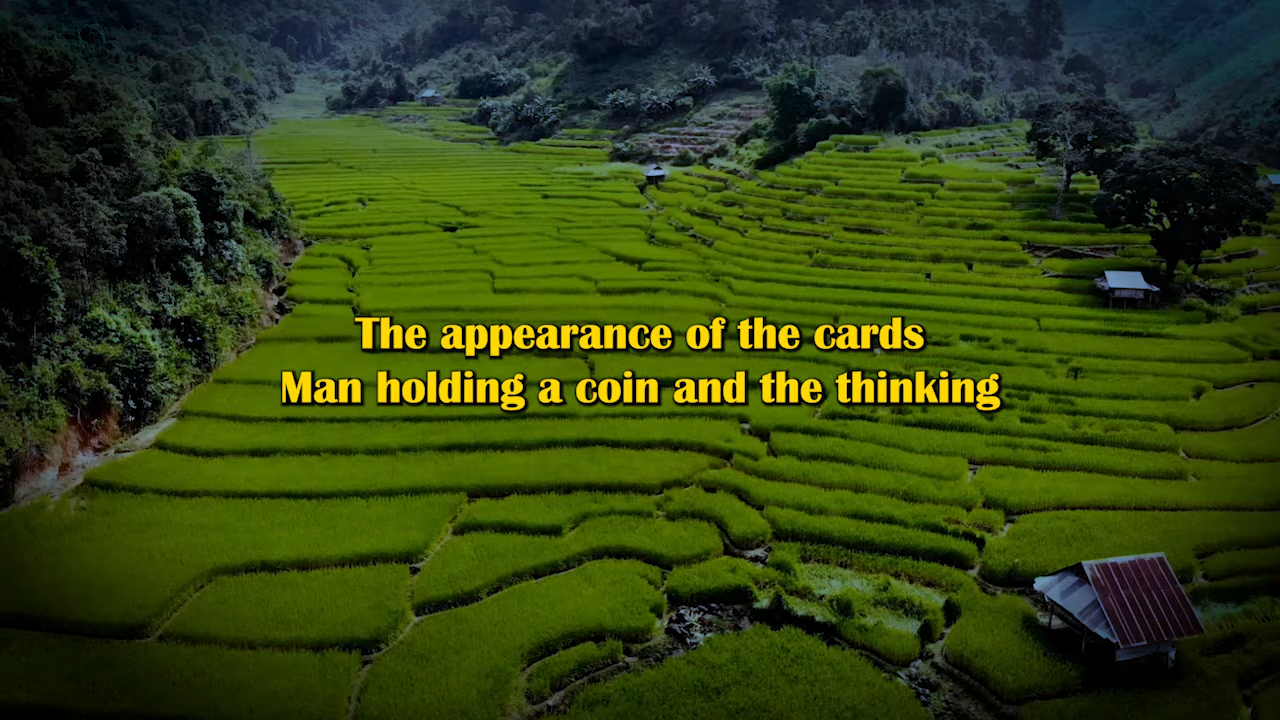 The appearance of the cards
Man holding a coin and the thinking